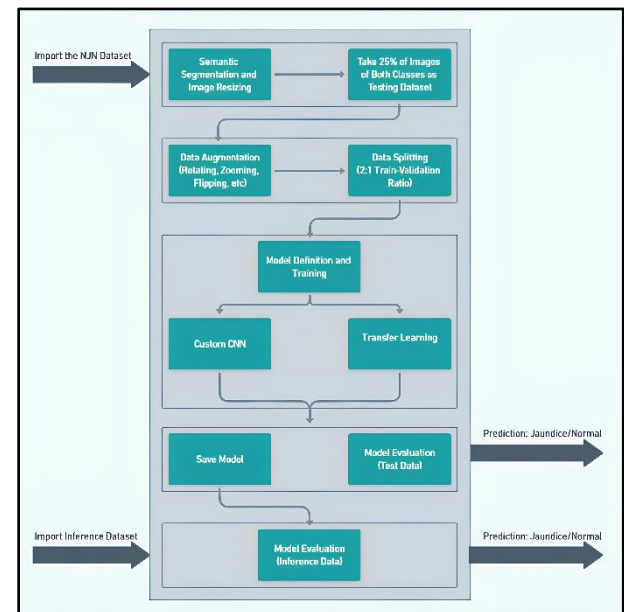 Import the NJN Dataset
Semantic
Segmentation and
Image Resizing
Take 25% of Images
of Both Classes as
Testing Dataset
Data Augmentation
(Rotating, Zooming,
Flipping, etc)
Data Splitting
(2:1 Train-Validation
Ratio)
Model Definition and
Training
Custom CNN
Transfer Learning
Save Model
Model Evaluation
(Test Data)
Prediction: Jaundice/Normal
Import Inference Dataset
Model Evaluation
(Inference Data)
Prediction: Jaundice/Normal